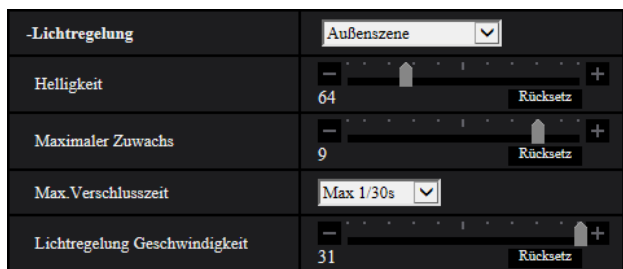 -Lichtregelung Außenszene
Helligkeit
64 Rücksetz
Maximaler Zuwachs
9 Rücksetz
Max.Verschlusszeit Max 1/30s
Lichtregelung Geschwindigkeit
31 Rücksetz